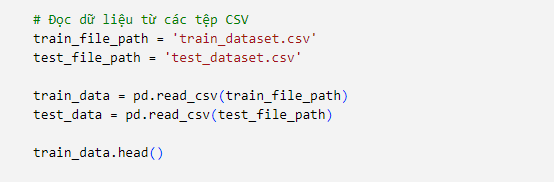 # Đọc dữ liệu từ các tệp CSV
train_file_path = 'train_dataset.csv'
test_file_path = 'test_dataset.csv'
train_data = pd.read_csv(train_file_path)
test_data = pd.read_csv(test_file_path)
train_data.head()